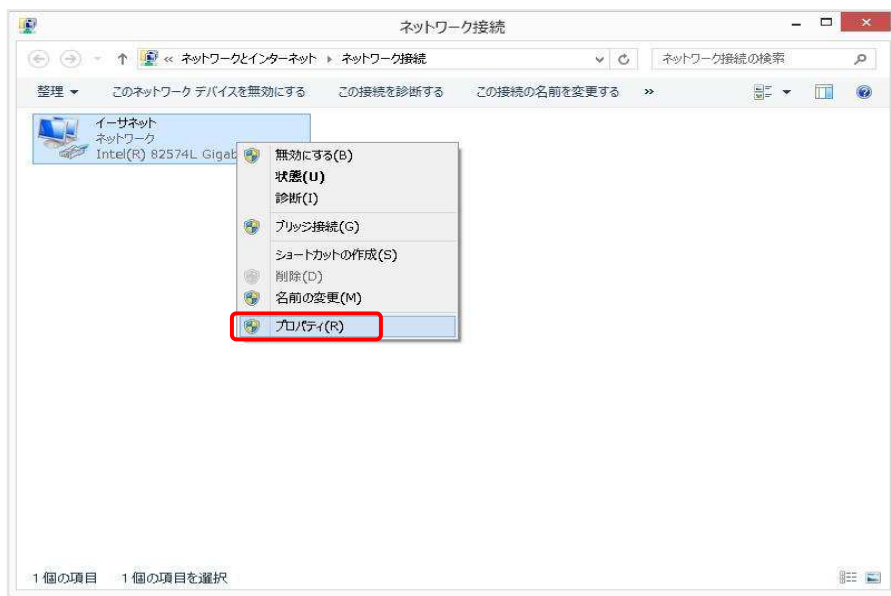 ネットワーク接続
« ネットワークとインターネット ▸ ネットワーク接続
ネットワーク接続の検索
整理 ▼ このネットワーク デバイスを無効にする この接続を診断する この接続の名前を変更する »
イーサネット
ネットワーク
Intel(R) 82574L Gigab
無効にする(B)
状態(U)
診断(I)
ブリッジ接続(G)
ショートカットの作成(S)
削除(D)
名前の変更(M)
プロパティ(R)
1 個の項目 1 個の項目を選択